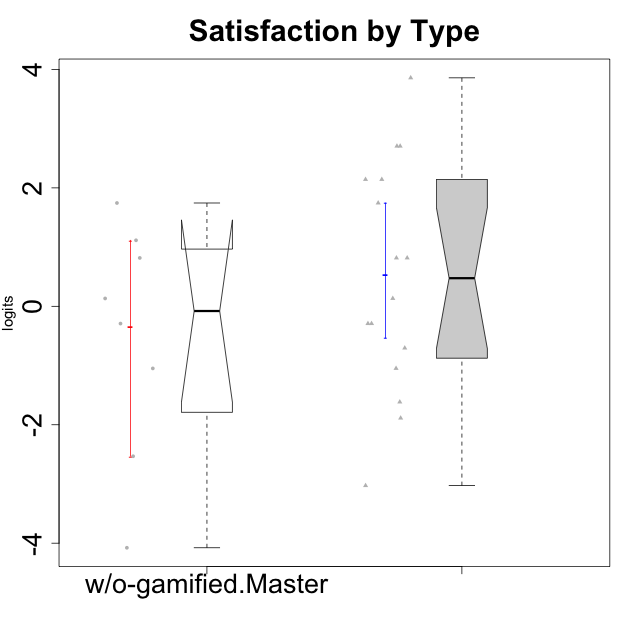 Satisfaction by Type
4
2
0
-2
-4
logits
w/o-gamified.Master